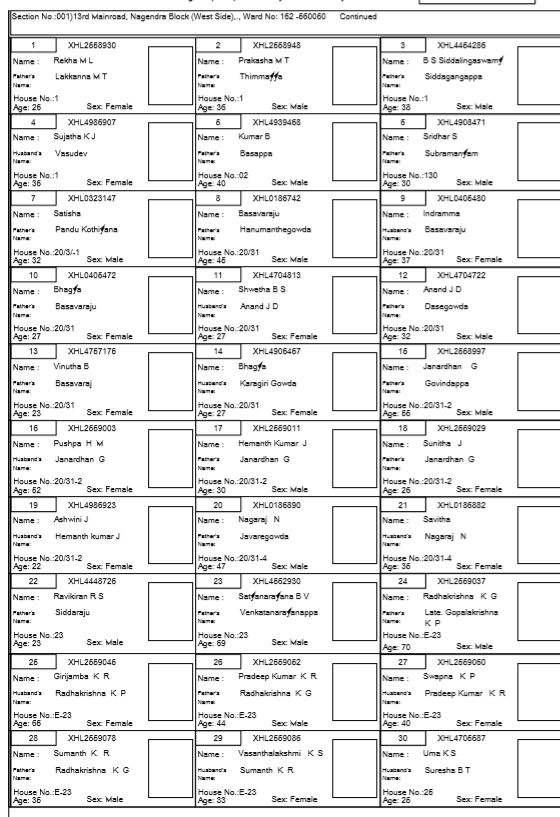 Section No.:001)13rd Mainroad, Nagendra Block (West Side),., Ward No: 162 -560050 Continued
1 XHL2658930
Name : Rekha M L
Father's Name: Lakkanna M T
House No.:1
Age: 26 Sex: Female
2 XHL2658948
Name : Prakasha M T
Father's Name: Thimmayya
House No.:1
Age: 36 Sex: Male
3 XHL4454286
Name : B S Siddalingaswamy
Father's Name: Siddagangappa
House No.:1
Age: 38 Sex: Male
4 XHL4986907
Name : Sujatha K J
Husband's Name: Vasudev
House No.:1
Age: 36 Sex: Female
5 XHL4939468
Name : Kumar B
Father's Name: Basappa
House No.:02
Age: 40 Sex: Male
6 XHL4908471
Name : Sridhar S
Father's Name: Subramanyam
House No.:130
Age: 30 Sex: Male
7 XHL0323147
Name : Satisha
Father's Name: Pandu Kothiyana
House No.:20/3/-1
Age: 32 Sex: Male
8 XHL0186742
Name : Basavaraju
Father's Name: Hanumanthegowda
House No.:20/31
Age: 45 Sex: Male
9 XHL0405480
Name : Indramma
Husband's Name: Basavaraju
House No.:20/31
Age: 37 Sex: Female
10 XHL0405472
Name : Bhagya
Father's Name: Basavaraju
House No.:20/31
Age: 27 Sex: Female
11 XHL4704813
Name : Shwetha B S
Husband's Name: Anand J D
House No.:20/31
Age: 27 Sex: Female
12 XHL4704722
Name : Anand J D
Father's Name: Dasegowda
House No.:20/31
Age: 32 Sex: Male
13 XHL4757175
Name : Vinutha B
Father's Name: Basavaraj
House No.:20/31
Age: 23 Sex: Female
14 XHL4905467
Name : Bhagya
Husband's Name: Karagiri Gowda
House No.:20/31
Age: 27 Sex: Female
15 XHL2658997
Name : Janardhan G
Father's Name: Govindappa
House No.:20/31-2
Age: 66 Sex: Male
16 XHL2659003
Name : Pushpa H M
Husband's Name: Janardhan G
House No.:20/31-2
Age: 52 Sex: Female
17 XHL2659011
Name : Hemanth Kumar J
Father's Name: Janardhan G
House No.:20/31-2
Age: 30 Sex: Male
18 XHL2659029
Name : Sunitha J
Father's Name: Janardhan G
House No.:20/31-2
Age: 26 Sex: Female
19 XHL4986923
Name : Ashwini J
Husband's Name: Hemanth kumar J
House No.:20/31-2
Age: 22 Sex: Female
20 XHL0186890
Name : Nagaraj N
Father's Name: Javaregowda
House No.:20/31-4
Age: 47 Sex: Male
21 XHL0186882
Name : Savitha
Husband's Name: Nagaraj N
House No.:20/31-4
Age: 36 Sex: Female
22 XHL4448726
Name : Ravikiran R S
Father's Name: Siddaraju
House No.:23
Age: 23 Sex: Male
23 XHL4662930
Name : Satyanarayana B V
Father's Name: Venkatanarayanappa
House No.:23
Age: 69 Sex: Male
24 XHL2659037
Name : Radhakrishna K G
Father's Name: Late. Gopalakrishna K P
House No.:E-23
Age: 70 Sex: Male
25 XHL2659045
Name : Girijamba K R
Husband's Name: Radhakrishna K P
House No.:E-23
Age: 66 Sex: Female
26 XHL2659052
Name : Pradeep Kumar K R
Father's Name: Radhakrishna K G
House No.:E-23
Age: 44 Sex: Male
27 XHL2659060
Name : Swapna K P
Husband's Name: Pradeep Kumar K R
House No.:E-23
Age: 40 Sex: Female
28 XHL2659078
Name : Sumanth K R
Father's Name: Radhakrishna K G
House No.:E-23
Age: 36 Sex: Male
29 XHL2659086
Name : Vasanthalakshmi K S
Husband's Name: Sumanth K R
House No.:E-23
Age: 33 Sex: Female
30 XHL4705687
Name : Uma K S
Husband's Name: Suresha B T
House No.:25
Age: 25 Sex: Female